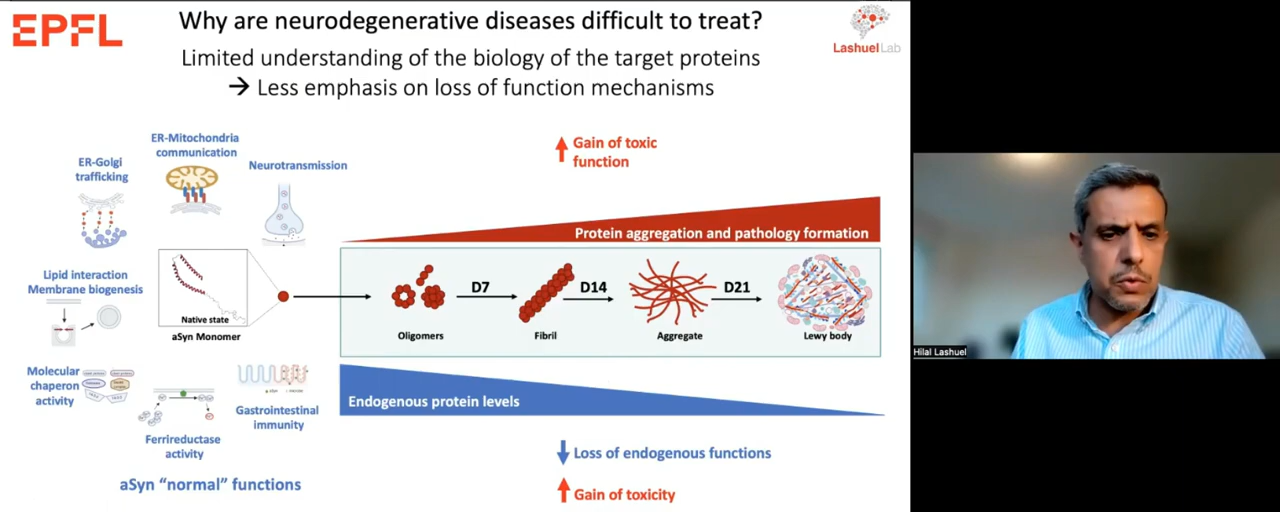 EPFL
Why are neurodegenerative diseases difficult to treat?
Limited understanding of the biology of the target proteins
→ Less emphasis on loss of function mechanisms
LashuelLab
ER-Mitochondria
communication
ER-Golgi
trafficking
Neurotransmission
Gain of toxic
function
Protein aggregation and pathology formation
Lipid interaction
Membrane biogenesis
Native state
aSyn Monomer
D7
D14
D21
Oligomers
Fibril
Aggregate
Lewy body
Hilal Lashuel
Molecular
chaperon
activity
Ferrireductase
activity
Gastrointestinal
immunity
Endogenous protein levels
Loss of endogenous functions
aSyn “normal” functions
Gain of toxicity